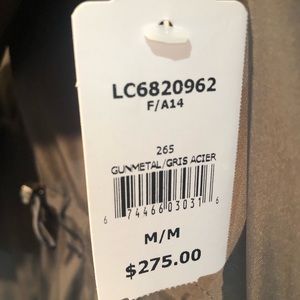 LC6820962
F/A14
265
GUNMETAL/GRIS ACIER
6 74466 03031 6
M/M
$275.00